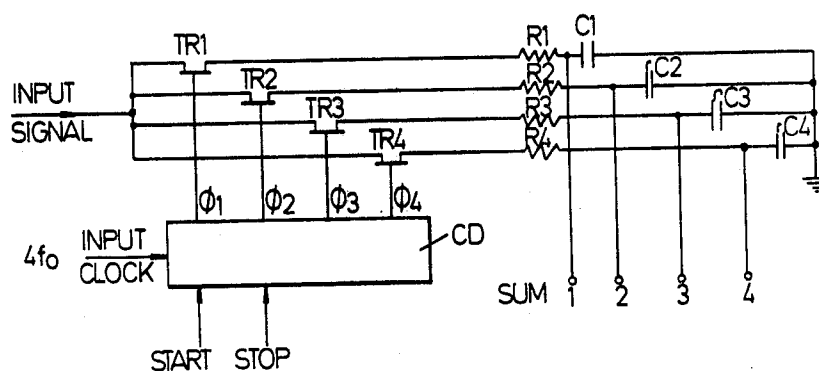 TR1 R1 C1
TR2 R2 C2
INPUT
SIGNAL
TR3 R3 C3
TR4 R4 C4
ϕ1 ϕ2 ϕ3 ϕ4
4fo INPUT
CLOCK
CD
SUM 1 2 3 4
START STOP